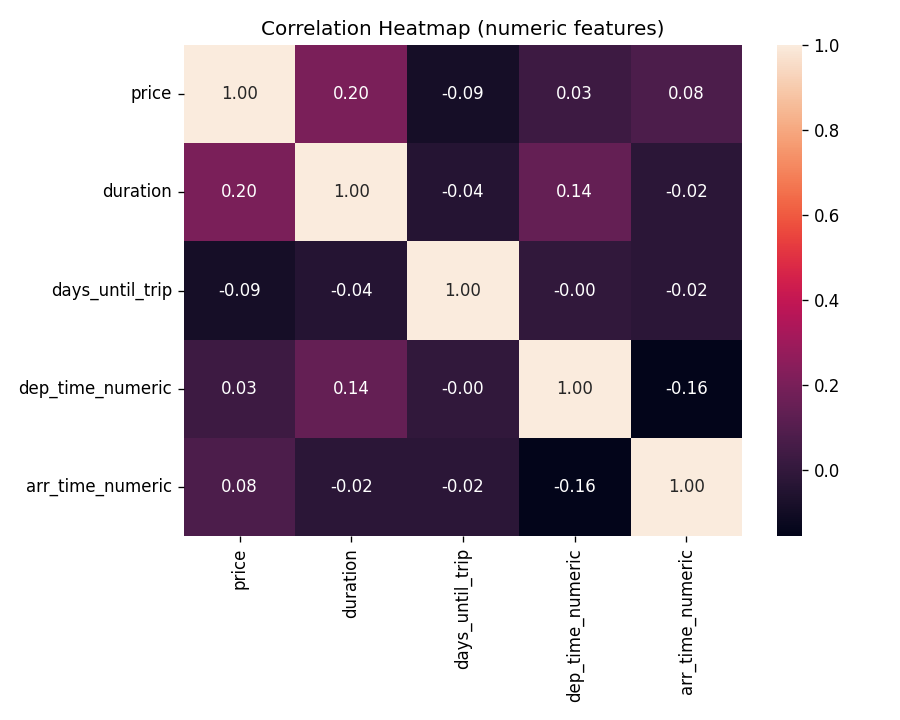 Correlation Heatmap (numeric features)
price 1.00 0.20 -0.09 0.03 0.08
duration 0.20 1.00 -0.04 0.14 -0.02
days_until_trip -0.09 -0.04 1.00 -0.00 -0.02
dep_time_numeric 0.03 0.14 -0.00 1.00 -0.16
arr_time_numeric 0.08 -0.02 -0.02 -0.16 1.00
price
duration
days_until_trip
dep_time_numeric
arr_time_numeric
1.0
0.8
0.6
0.4
0.2
0.0